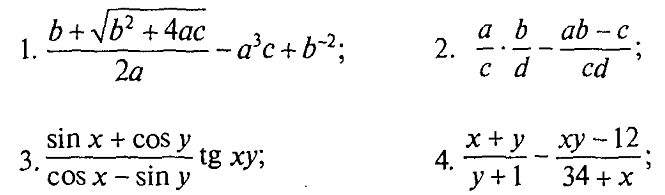 1. (b + √(b² + 4ac)) / 2a − a³c + b⁻²;
2. a/c · b/d − (ab − c)/cd;
3. (sin x + cos y)/(cos x − sin y) tg xy;
4. (x + y)/(y + 1) − (xy − 12)/(34 + x);